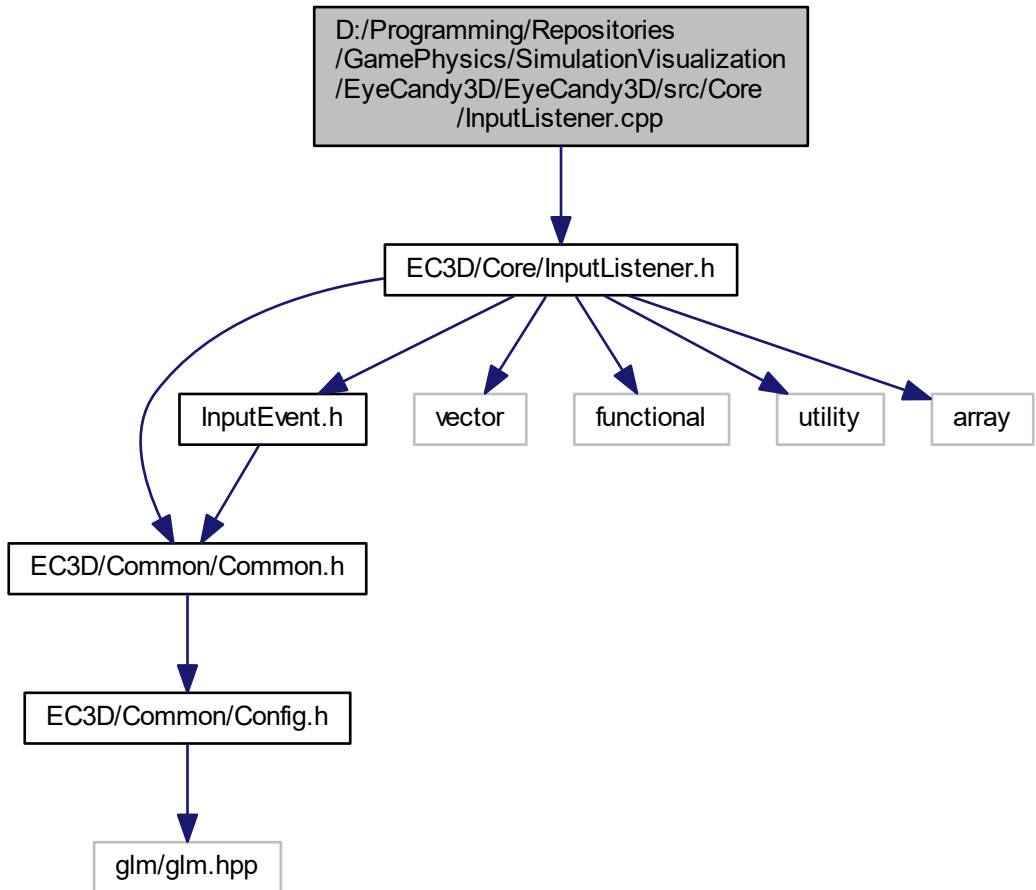 D:/Programming/Repositories
/GamePhysics/SimulationVisualization
/EyeCandy3D/EyeCandy3D/src/Core
/InputListener.cpp
EC3D/Core/InputListener.h
InputEvent.h
vector
functional
utility
array
EC3D/Common/Common.h
EC3D/Common/Config.h
glm/glm.hpp